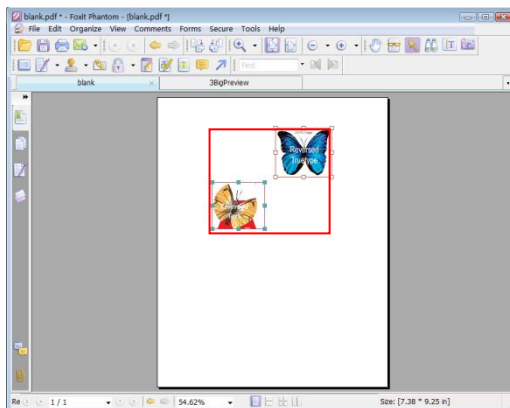 blank.pdf * - Foxit Phantom - [blank.pdf *]
File Edit Organize View Comments Forms Secure Tools Help
Find
blank 3BigPreview
Reversed
Truetype
1 / 1 54.62% Size: [7.38 * 9.25 in]